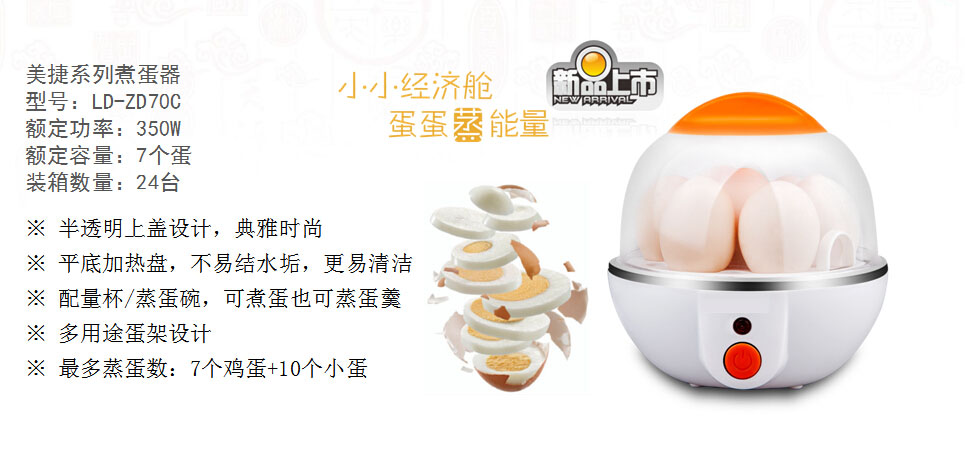 美捷系列煮蛋器
型号：LD-ZD70C
额定功率：350W
额定容量：7个蛋
装箱数量：24台
※ 半透明上盖设计，典雅时尚
※ 平底加热盘，不易结水垢，更易清洁
※ 配量杯/蒸蛋碗，可煮蛋也可蒸蛋羹
※ 多用途蛋架设计
※ 最多蒸蛋数：7个鸡蛋+10个小蛋
小小经济舱
蛋蛋蒸能量
新品上市
NEW ARRIVAL